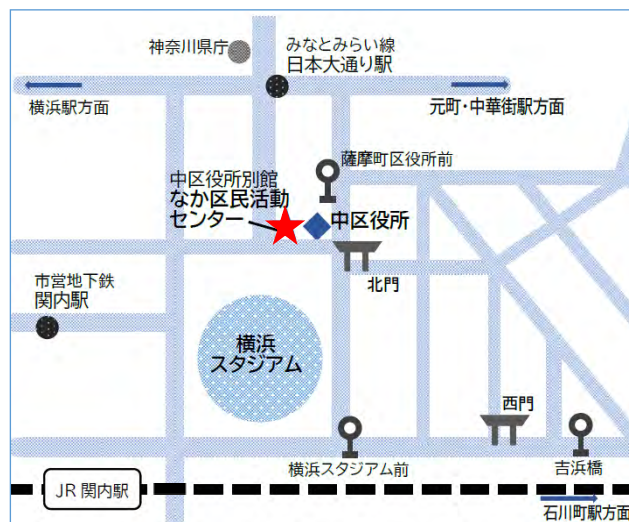 神奈川県庁
みなとみらい線
日本大通り駅
横浜駅方面
元町・中華街駅方面
薩摩町区役所前
中区役所別館
なか区民活動
センター
中区役所
北門
市営地下鉄
関内駅
横浜
スタジアム
西門
横浜スタジアム前
吉浜橋
JR 関内駅
石川町駅方面